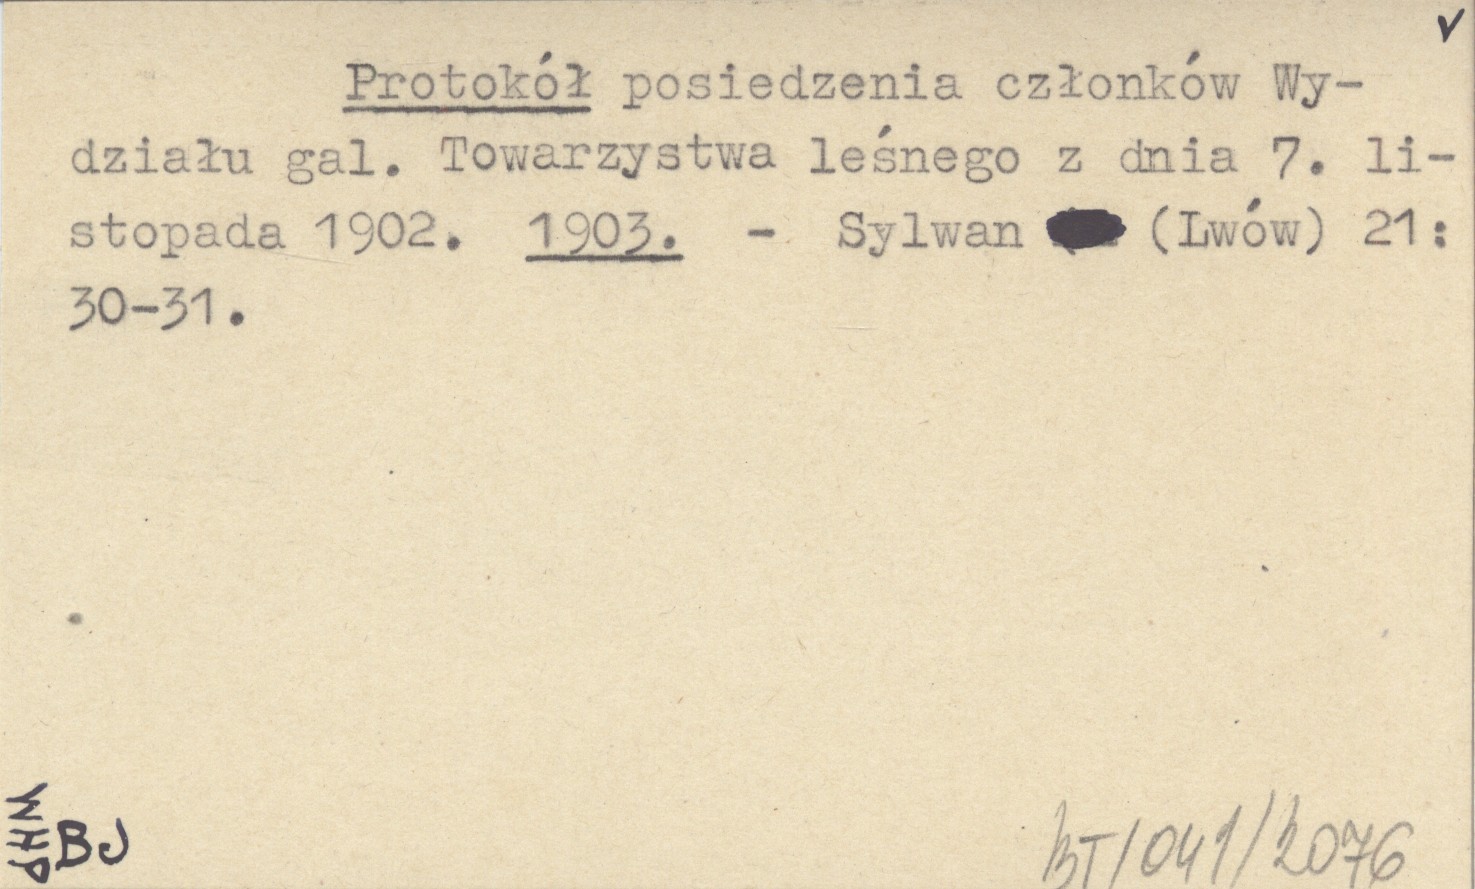 ✓
Protokół posiedzenia członków Wy-
działu gal. Towarzystwa leśnego z dnia 7. li-
stopada 1902. 1903. - Sylwan (Lwów) 21:
30-31.
WHP
BJ
BT/041/2076